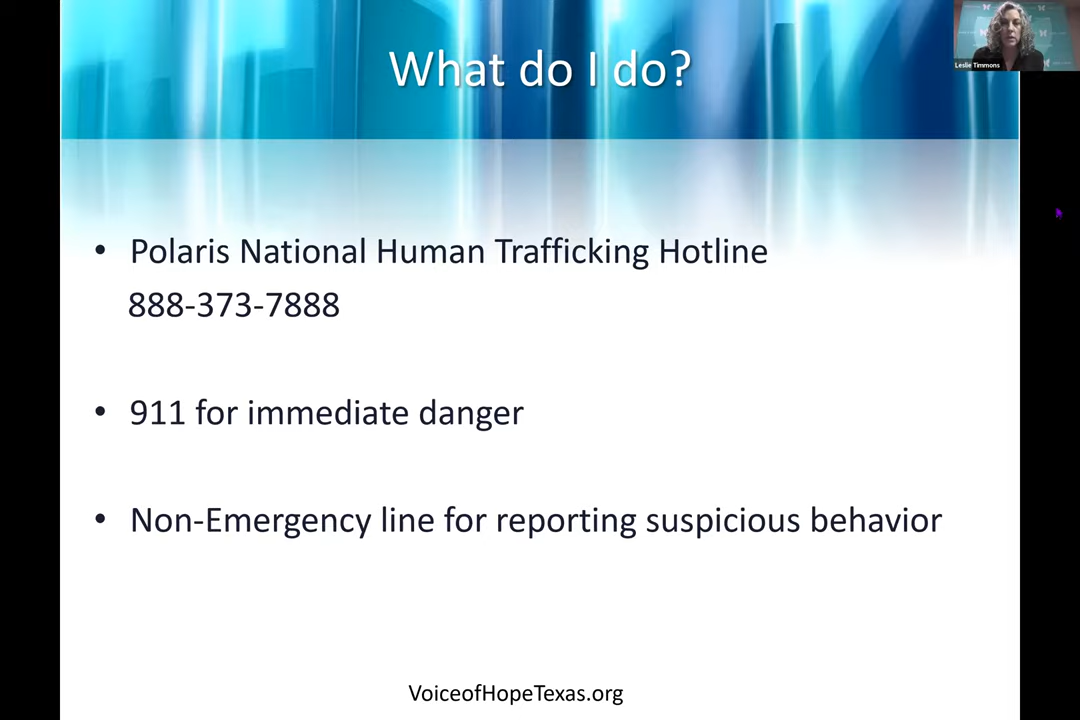 What do I do?
Leslie Timmons
• Polaris National Human Trafficking Hotline
888-373-7888
• 911 for immediate danger
• Non-Emergency line for reporting suspicious behavior
VoiceofHopeTexas.org